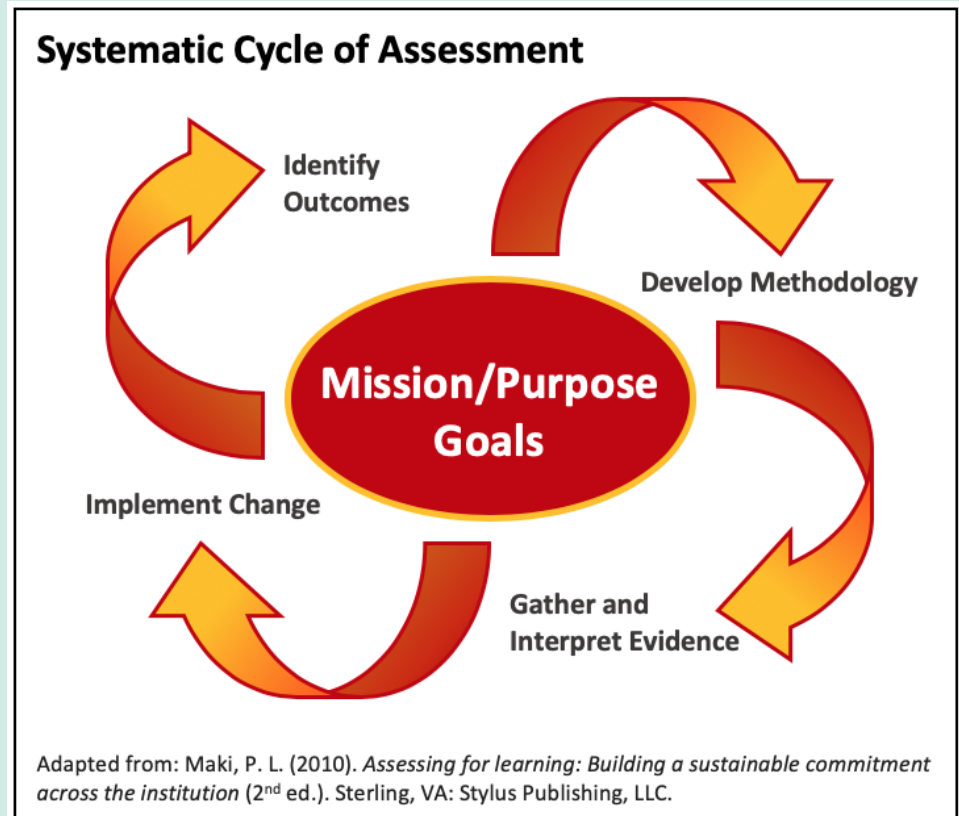 Systematic Cycle of Assessment
Identify
Outcomes
Develop Methodology
Mission/Purpose
Goals
Implement Change
Gather and
Interpret Evidence
Adapted from: Maki, P. L. (2010). Assessing for learning: Building a sustainable commitment
across the institution (2nd ed.). Sterling, VA: Stylus Publishing, LLC.